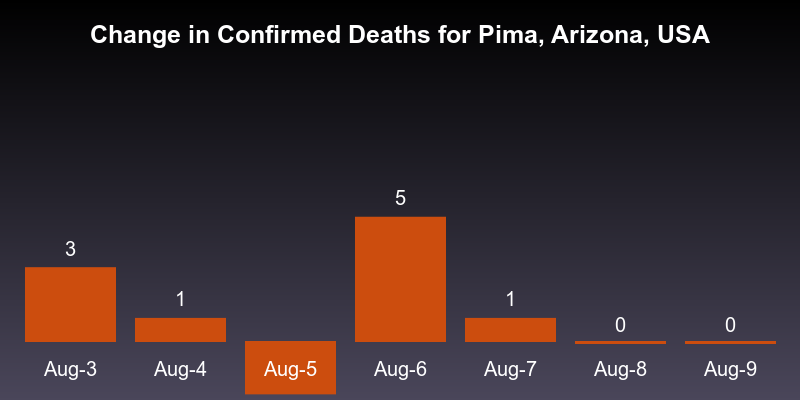 Change in Confirmed Deaths for Pima, Arizona, USA
5
3
1
1
0
0
Aug-3
Aug-4
Aug-5
Aug-6
Aug-7
Aug-8
Aug-9